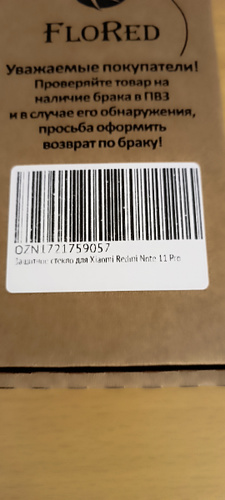 FLORED
Уважаемые покупатели!
Проверяйте товар на
наличие брака в ПВЗ
и в случае его обнаружения,
просьба оформить
возврат по браку!
OZN1721759057
Защитное стекло для Xiaomi Redmi Note 11 Pro